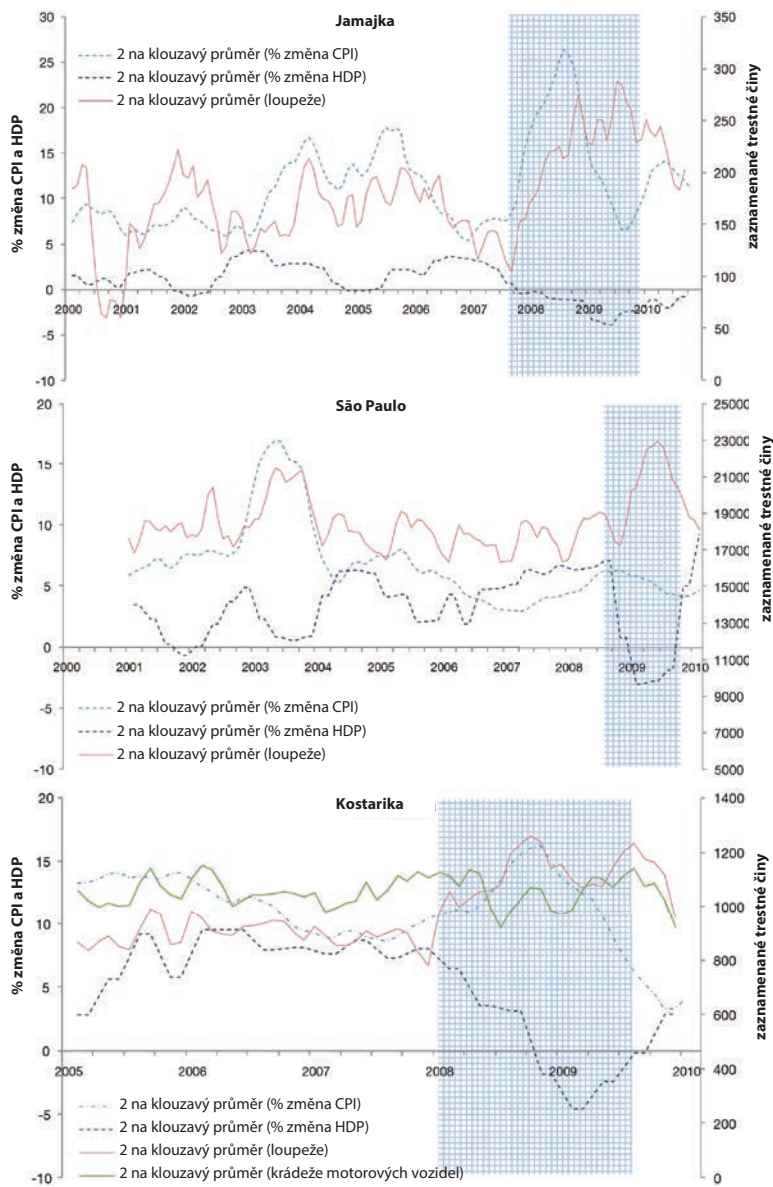 Jamajka
30
25
20
15
10
5
0
-5
-10
% změna CPI a HDP
2 na klouzavý průměr (% změna CPI)
2 na klouzavý průměr (% změna HDP)
2 na klouzavý průměr (loupeže)
2000 2001 2002 2003 2004 2005 2006 2007 2008 2009 2010
350
300
250
200
150
100
50
0
zaznamenané trestné činy
São Paulo
20
15
10
5
0
-5
-10
% změna CPI a HDP
2000 2001 2002 2003 2004 2005 2006 2007 2008 2009 2010
2 na klouzavý průměr (% změna CPI)
2 na klouzavý průměr (% změna HDP)
2 na klouzavý průměr (loupeže)
25000
23000
21000
19000
17000
15000
13000
11000
9000
7000
5000
zaznamenané trestné činy
Kostarika
20
15
10
5
0
-5
-10
% změna CPI a HDP
2005 2006 2007 2008 2009 2010
2 na klouzavý průměr (% změna CPI)
2 na klouzavý průměr (% změna HDP)
2 na klouzavý průměr (loupeže)
2 na klouzavý průměr (krádeže motorových vozidel)
1400
1200
1000
800
600
400
200
0
zaznamenané trestné činy